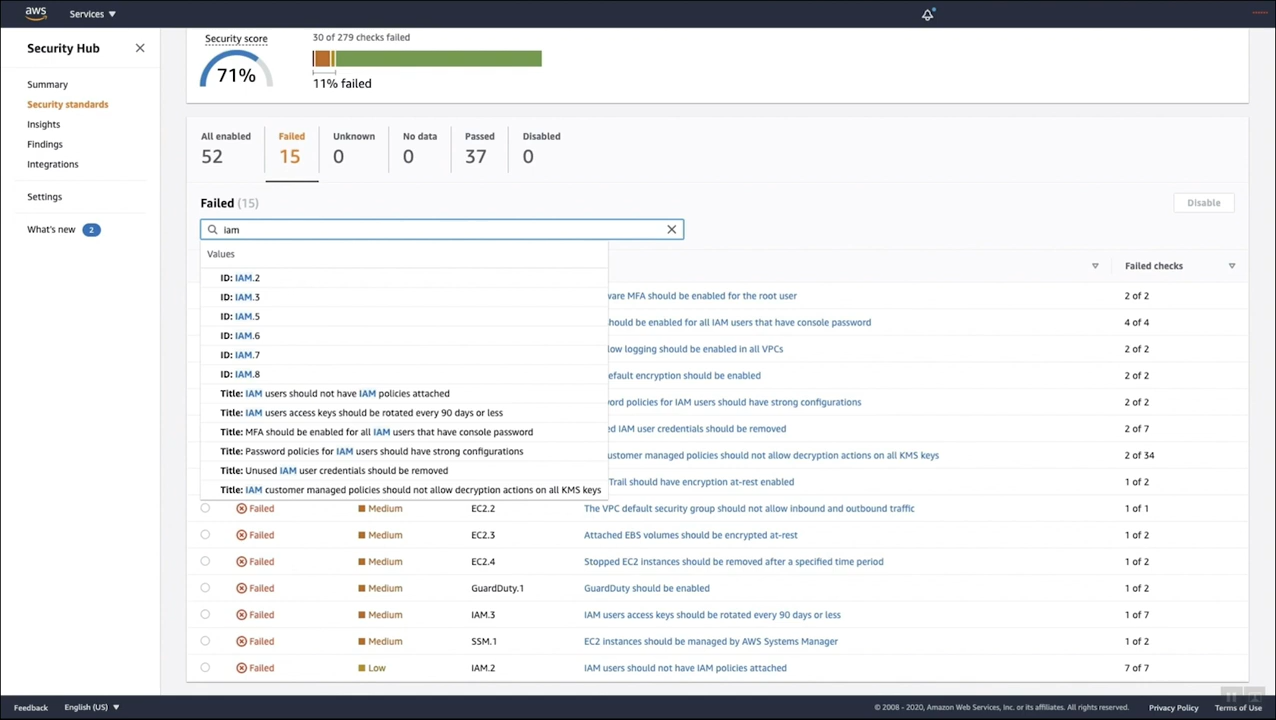 aws Services
Security Hub
Summary
Security standards
Insights
Findings
Integrations
Settings
What's new 2
Security score
71%
30 of 279 checks failed
11% failed
All enabled
52
Failed
15
Unknown
0
No data
0
Passed
37
Disabled
0
Failed (15)
Disable
iam
Values
ID: IAM.2
ID: IAM.3
ID: IAM.5
ID: IAM.6
ID: IAM.7
ID: IAM.8
Title: IAM users should not have IAM policies attached
Title: IAM users access keys should be rotated every 90 days or less
Title: MFA should be enabled for all IAM users that have console password
Title: Password policies for IAM users should have strong configurations
Title: Unused IAM user credentials should be removed
Title: IAM customer managed policies should not allow decryption actions on all KMS keys
Failed checks
MFA should be enabled for the root user 2 of 2
should be enabled for all IAM users that have console password 4 of 4
logging should be enabled in all VPCs 2 of 2
encryption should be enabled 2 of 2
policies for IAM users should have strong configurations 2 of 2
IAM user credentials should be removed 2 of 7
customer managed policies should not allow decryption actions on all KMS keys 2 of 34
Trail should have encryption at-rest enabled 1 of 2
Failed Medium EC2.2 The VPC default security group should not allow inbound and outbound traffic 1 of 1
Failed Medium EC2.3 Attached EBS volumes should be encrypted at-rest 1 of 2
Failed Medium EC2.4 Stopped EC2 instances should be removed after a specified time period 1 of 2
Failed Medium GuardDuty.1 GuardDuty should be enabled 1 of 2
Failed Medium IAM.3 IAM users access keys should be rotated every 90 days or less 1 of 7
Failed Medium SSM.1 EC2 instances should be managed by AWS Systems Manager 1 of 2
Failed Low IAM.2 IAM users should not have IAM policies attached 7 of 7
Feedback English (US) © 2008 - 2020, Amazon Web Services, Inc. or its affiliates. All rights reserved. Privacy Policy Terms of Use